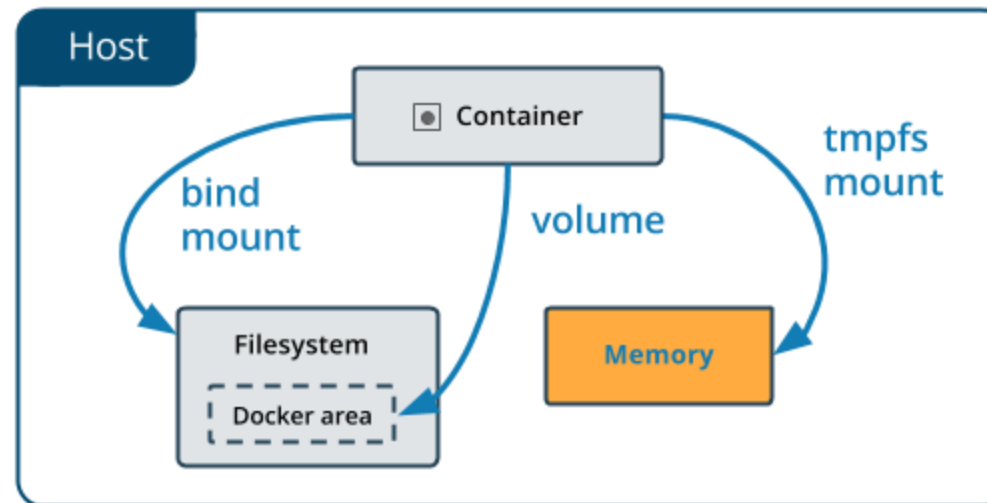 Host
Container
bind
mount
volume
tmpfs
mount
Filesystem
Docker area
Memory